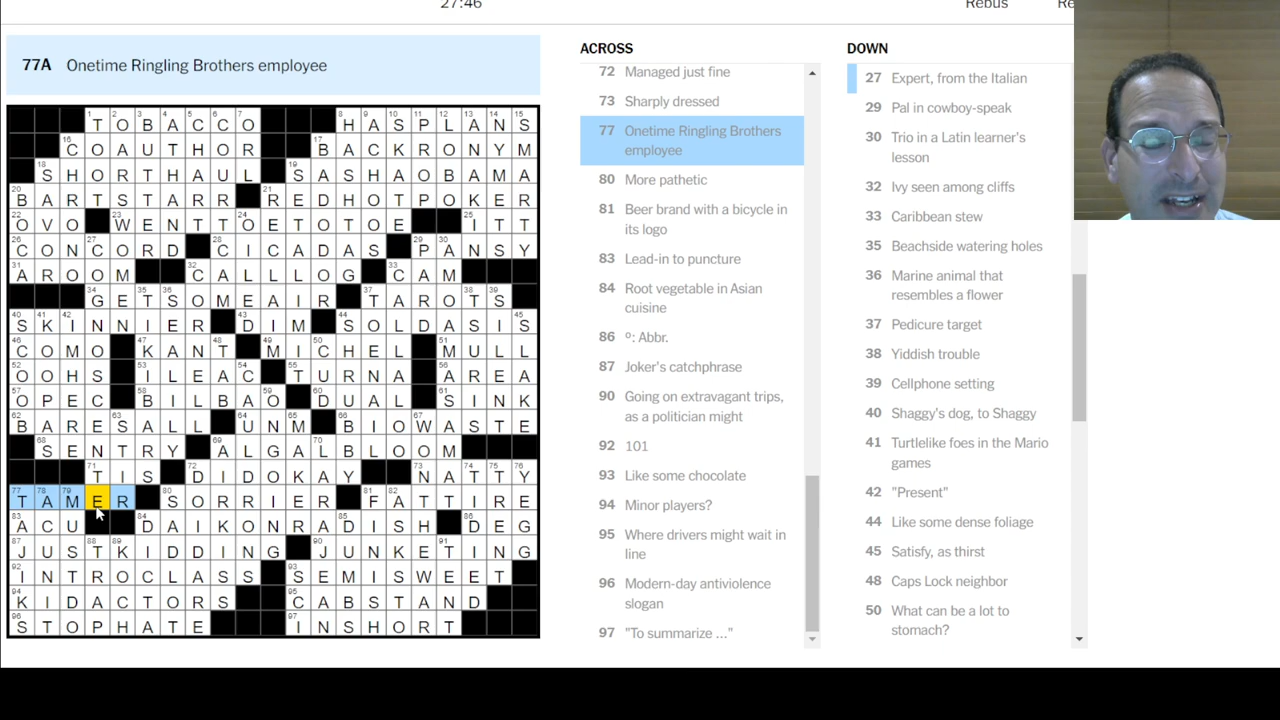 27:46
Rebus
Re
77A Onetime Ringling Brothers employee
ACROSS
72 Managed just fine
73 Sharply dressed
77 Onetime Ringling Brothers
employee
80 More pathetic
81 Beer brand with a bicycle in
its logo
83 Lead-in to puncture
84 Root vegetable in Asian
cuisine
86 º: Abbr.
87 Joker's catchphrase
90 Going on extravagant trips,
as a politician might
92 101
93 Like some chocolate
94 Minor players?
95 Where drivers might wait in
line
96 Modern-day antiviolence
slogan
97 "To summarize ..."
DOWN
27 Expert, from the Italian
29 Pal in cowboy-speak
30 Trio in a Latin learner's
lesson
32 Ivy seen among cliffs
33 Caribbean stew
35 Beachside watering holes
36 Marine animal that
resembles a flower
37 Pedicure target
38 Yiddish trouble
39 Cellphone setting
40 Shaggy's dog, to Shaggy
41 Turtlelike foes in the Mario
games
42 "Present"
44 Like some dense foliage
45 Satisfy, as thirst
48 Caps Lock neighbor
50 What can be a lot to
stomach?
TOBACCO HASPLANS
COAUTHOR BACKRONYM
SHORTHAUL SASHAOBAMA
BARTSTARR REDHOTPOKER
OVO WENTTOETOTOE ITT
CONCORD CICADAS PANSY
AROOM CALLLOG CAM
GETSOMEAIR TAROTS
SKINNIER DIM SOLDASIS
COMO KANT MICHEL MULL
OOHS ILEAC TURNA AREA
OPEC BILBAO DUAL SINK
BARESALL UNM BIOWASTE
SENTRY ALGALBLOOM
TIS DIDOKAY NATTY
TAMER SORRIER FATTIRE
ACU DAIKONRADISH DEG
JUSTKIDDING JUNKETING
INTROCLASS SEMISWEET
KIDACTORS CABSTAND
STOPHATE INSHORT